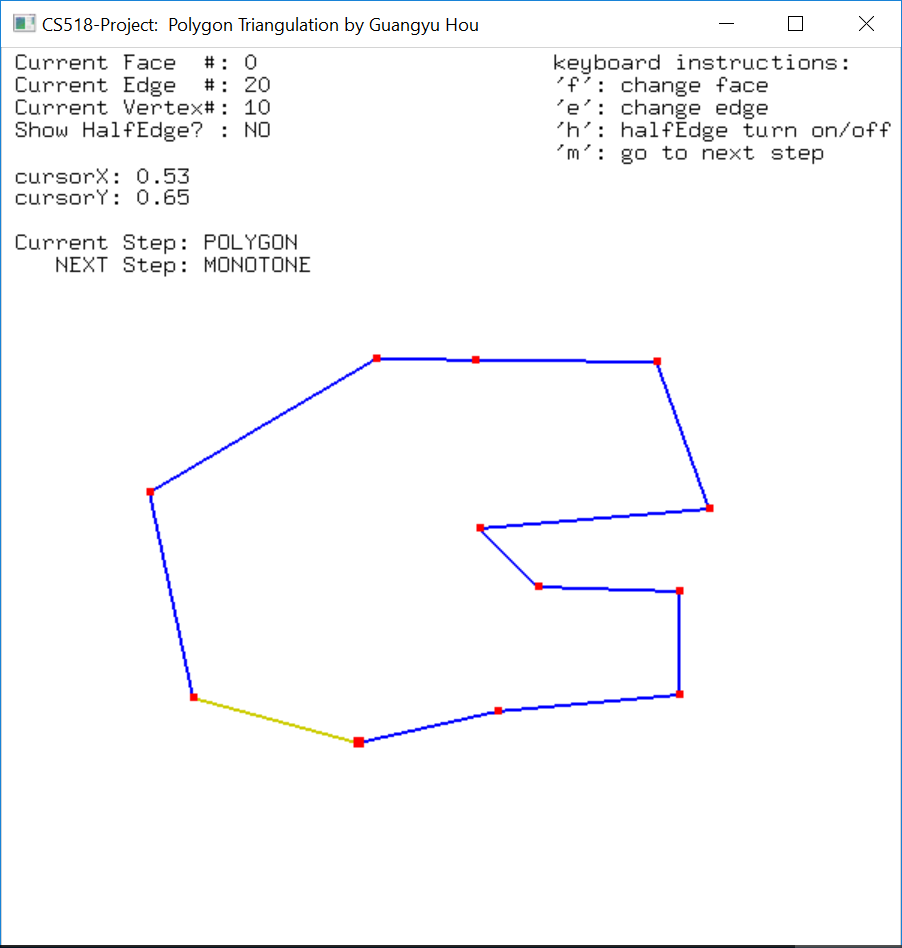 CS518-Project:  Polygon Triangulation by Guangyu Hou
Current Face  #: 0
Current Edge  #: 20
Current Vertex#: 10
Show HalfEdge? : NO
cursorX: 0.53
cursorY: 0.65
Current Step: POLYGON
   NEXT Step: MONOTONE
keyboard instructions:
'f': change face
'e': change edge
'h': halfEdge turn on/off
'm': go to next step